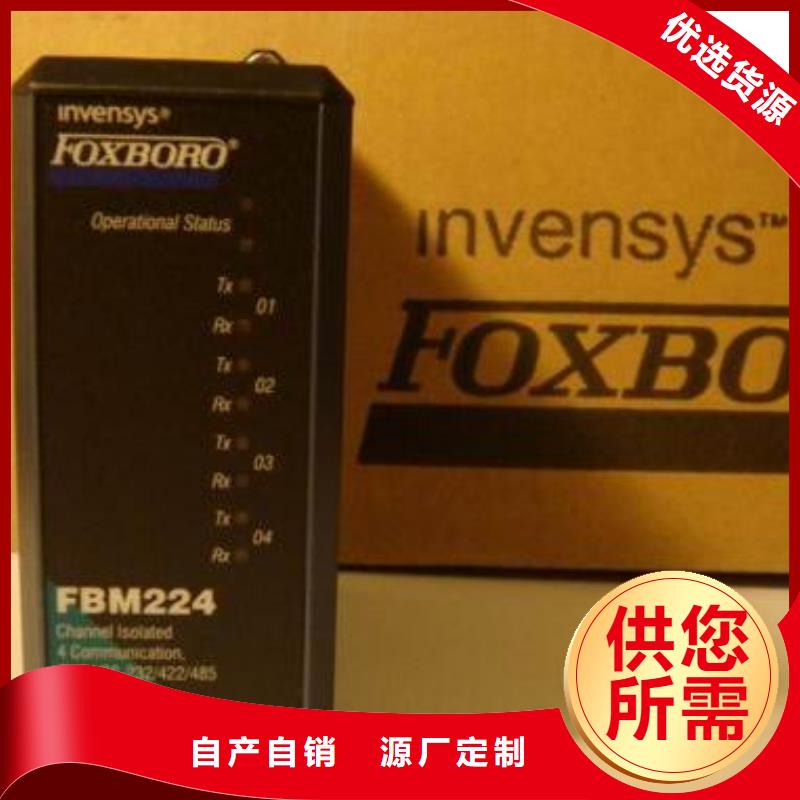 优选货源
invensys®
FOXBORO®
Operational Status
Tx
01
Rx
Tx
02
Rx
Tx
03
Rx
Tx
04
Rx
FBM224
Channel Isolated
4 Communication,
232/422/485
invensys™
FOXBO
供您
所需
自产自销 源厂定制